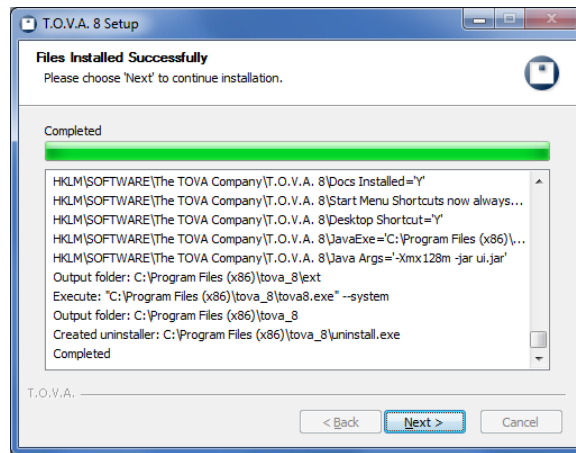 T.O.V.A. 8 Setup
Files Installed Successfully
Please choose 'Next' to continue installation.
Completed
HKLM\SOFTWARE\The TOVA Company\T.O.V.A. 8\Docs Installed='Y'
HKLM\SOFTWARE\The TOVA Company\T.O.V.A. 8\Start Menu Shortcuts now always...
HKLM\SOFTWARE\The TOVA Company\T.O.V.A. 8\Desktop Shortcut='Y'
HKLM\SOFTWARE\The TOVA Company\T.O.V.A. 8\JavaExe='C:\Program Files (x86)\...
HKLM\SOFTWARE\The TOVA Company\T.O.V.A. 8\Java Args='-Xmx128m -jar ui.jar'
Output folder: C:\Program Files (x86)\tova_8\ext
Execute: "C:\Program Files (x86)\tova_8\tova8.exe" --system
Output folder: C:\Program Files (x86)\tova_8
Created uninstaller: C:\Program Files (x86)\tova_8\uninstall.exe
Completed
T.O.V.A.
< Back Next > Cancel